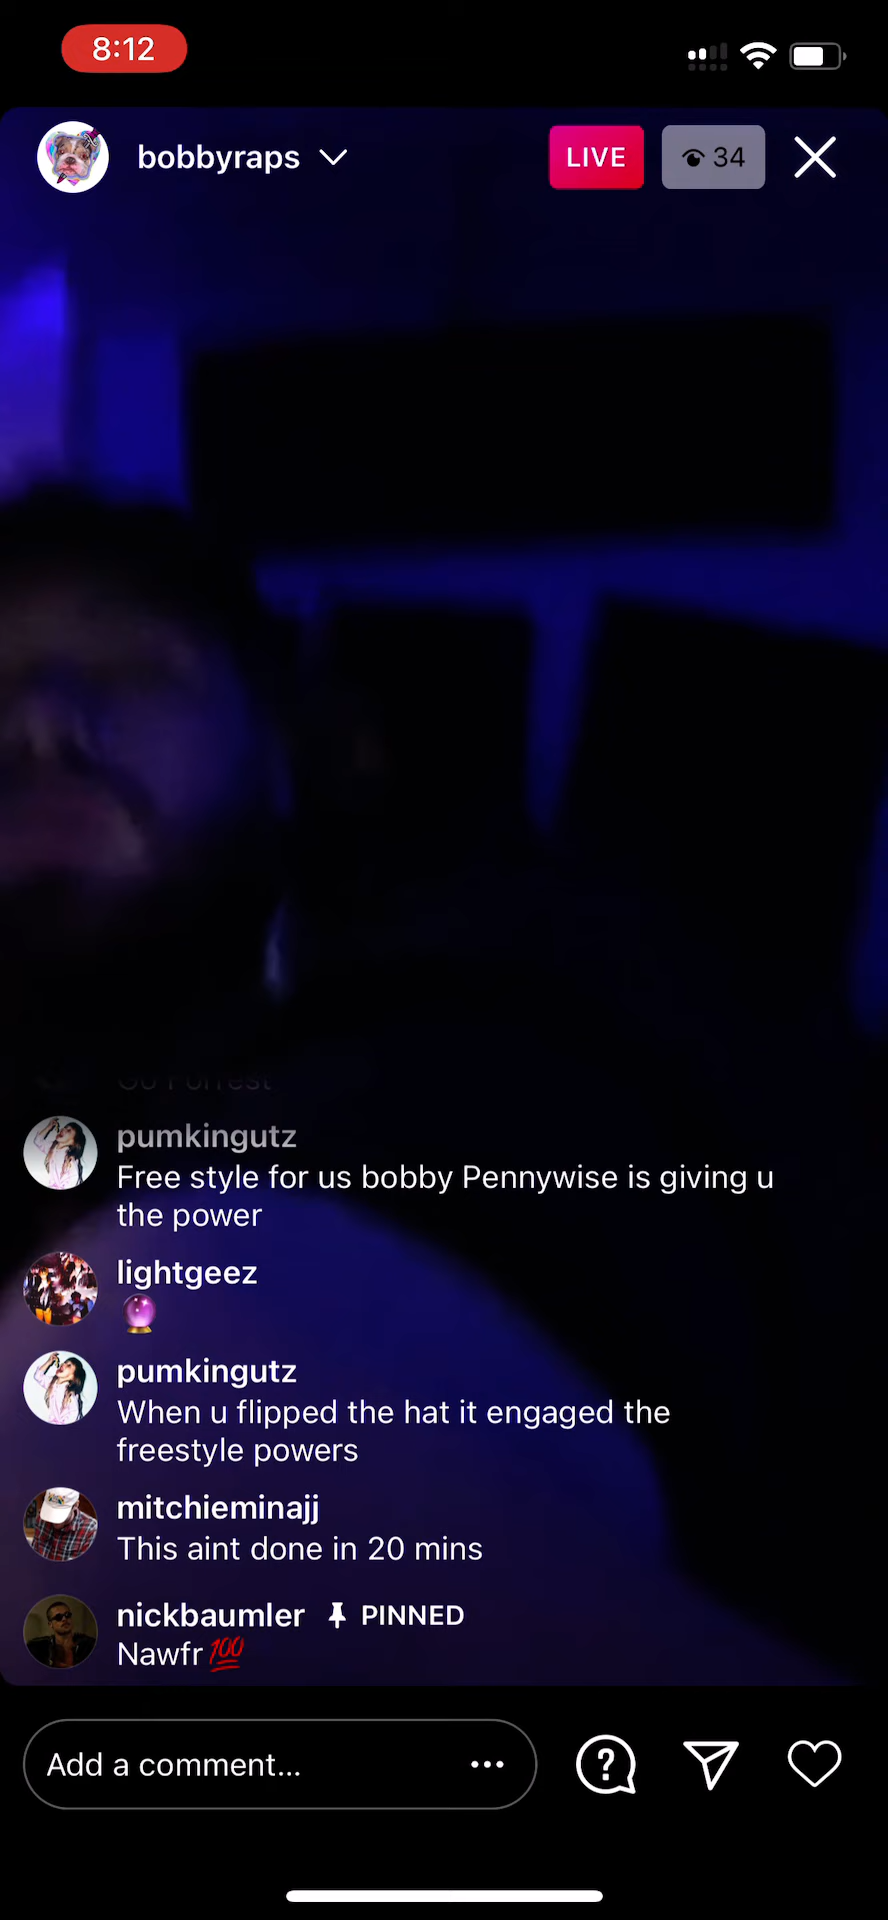 8:12
bobbyraps
LIVE
34
pumkingutz
Free style for us bobby Pennywise is giving u
the power
lightgeez
🔮
pumkingutz
When u flipped the hat it engaged the
freestyle powers
mitchieminajj
This aint done in 20 mins
nickbaumler PINNED
Nawfr💯
Add a comment...